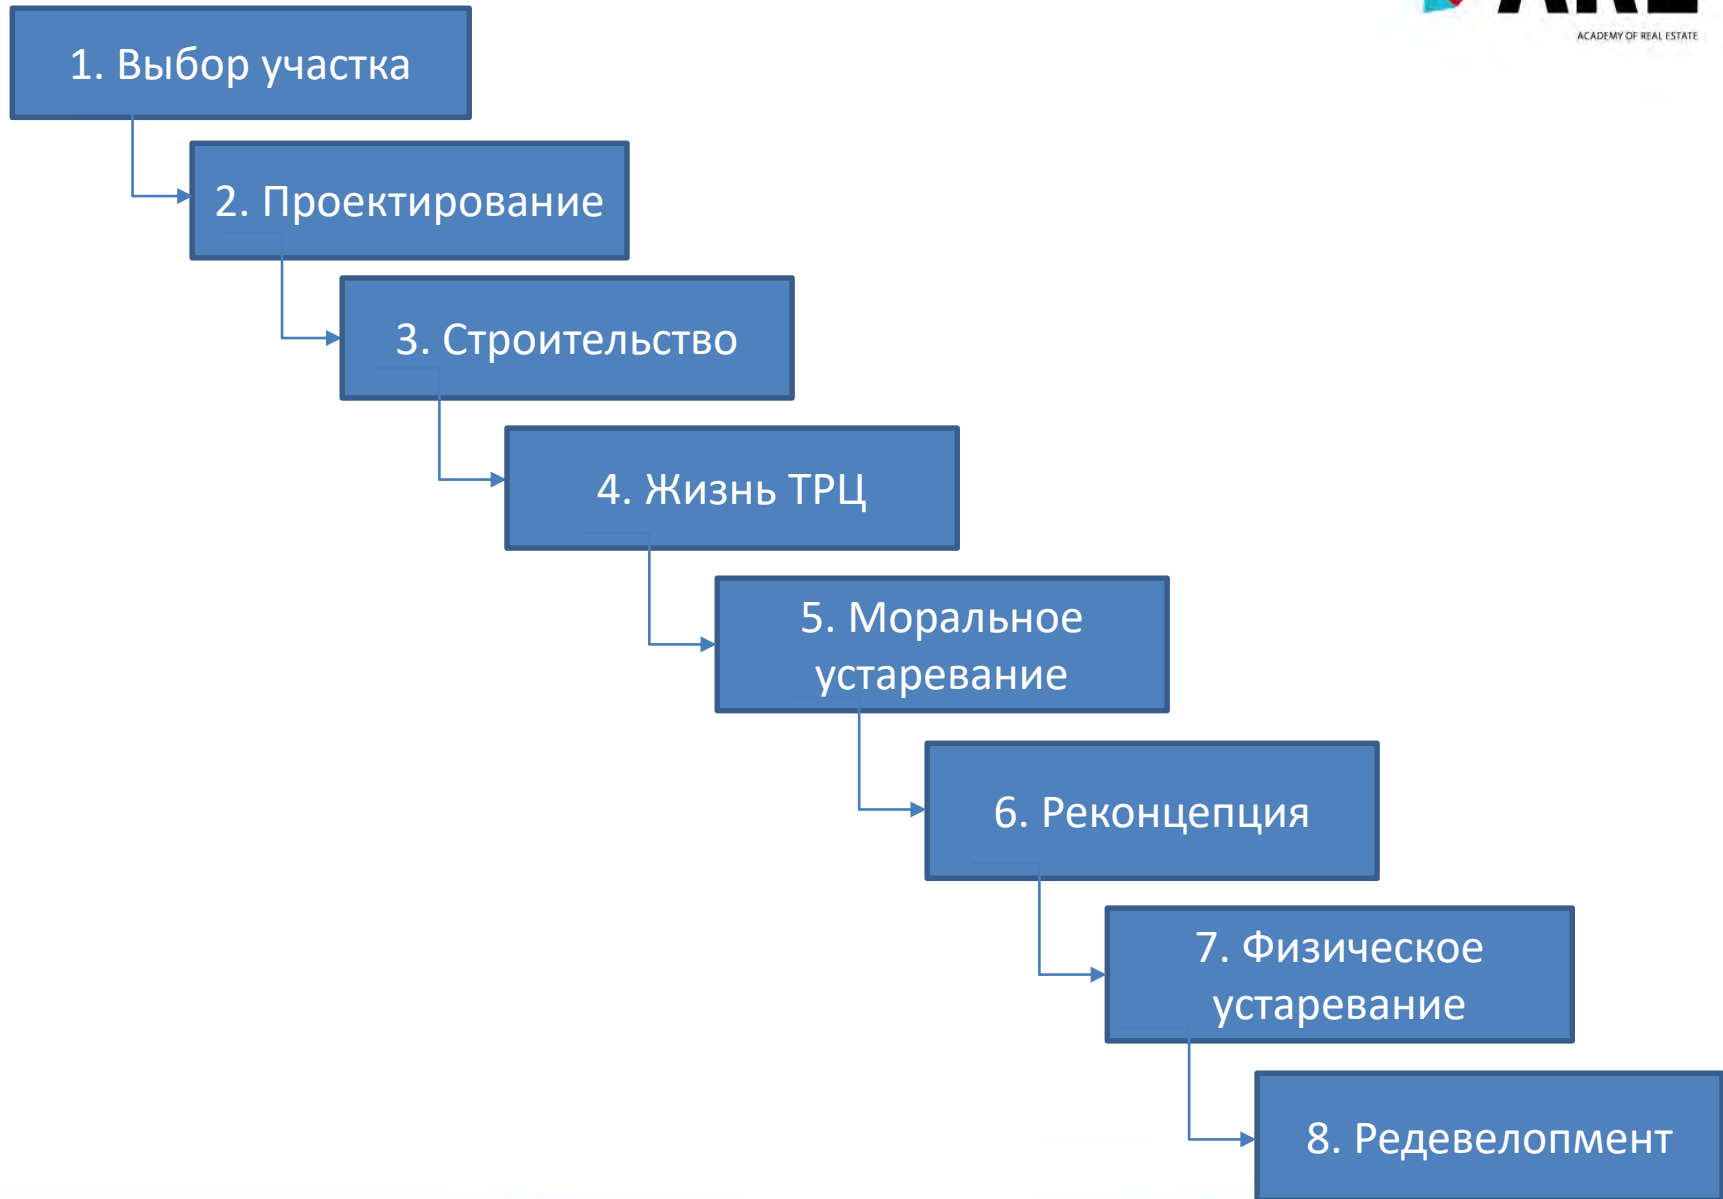 ARE
ACADEMY OF REAL ESTATE
1. Выбор участка
2. Проектирование
3. Строительство
4. Жизнь ТРЦ
5. Моральное
устаревание
6. Реконцепция
7. Физическое
устаревание
8. Редевелопмент